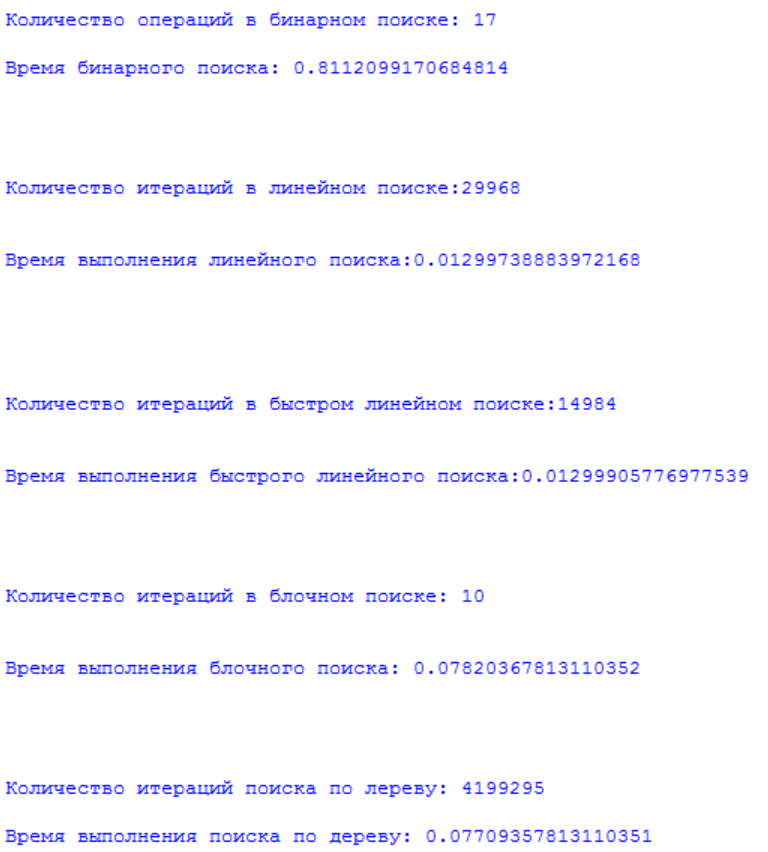 Количество операций в бинарном поиске: 17
Время бинарного поиска: 0.8112099170684814
Количество итераций в линейном поиске:29968
Время выполнения линейного поиска:0.01299738883972168
Количество итераций в быстром линейном поиске:14984
Время выполнения быстрого линейного поиска:0.01299905776977539
Количество итераций в блочном поиске: 10
Время выполнения блочного поиска: 0.07820367813110352
Количество итераций поиска по лереву: 4199295
Время выполнения поиска по дереву: 0.07709357813110351